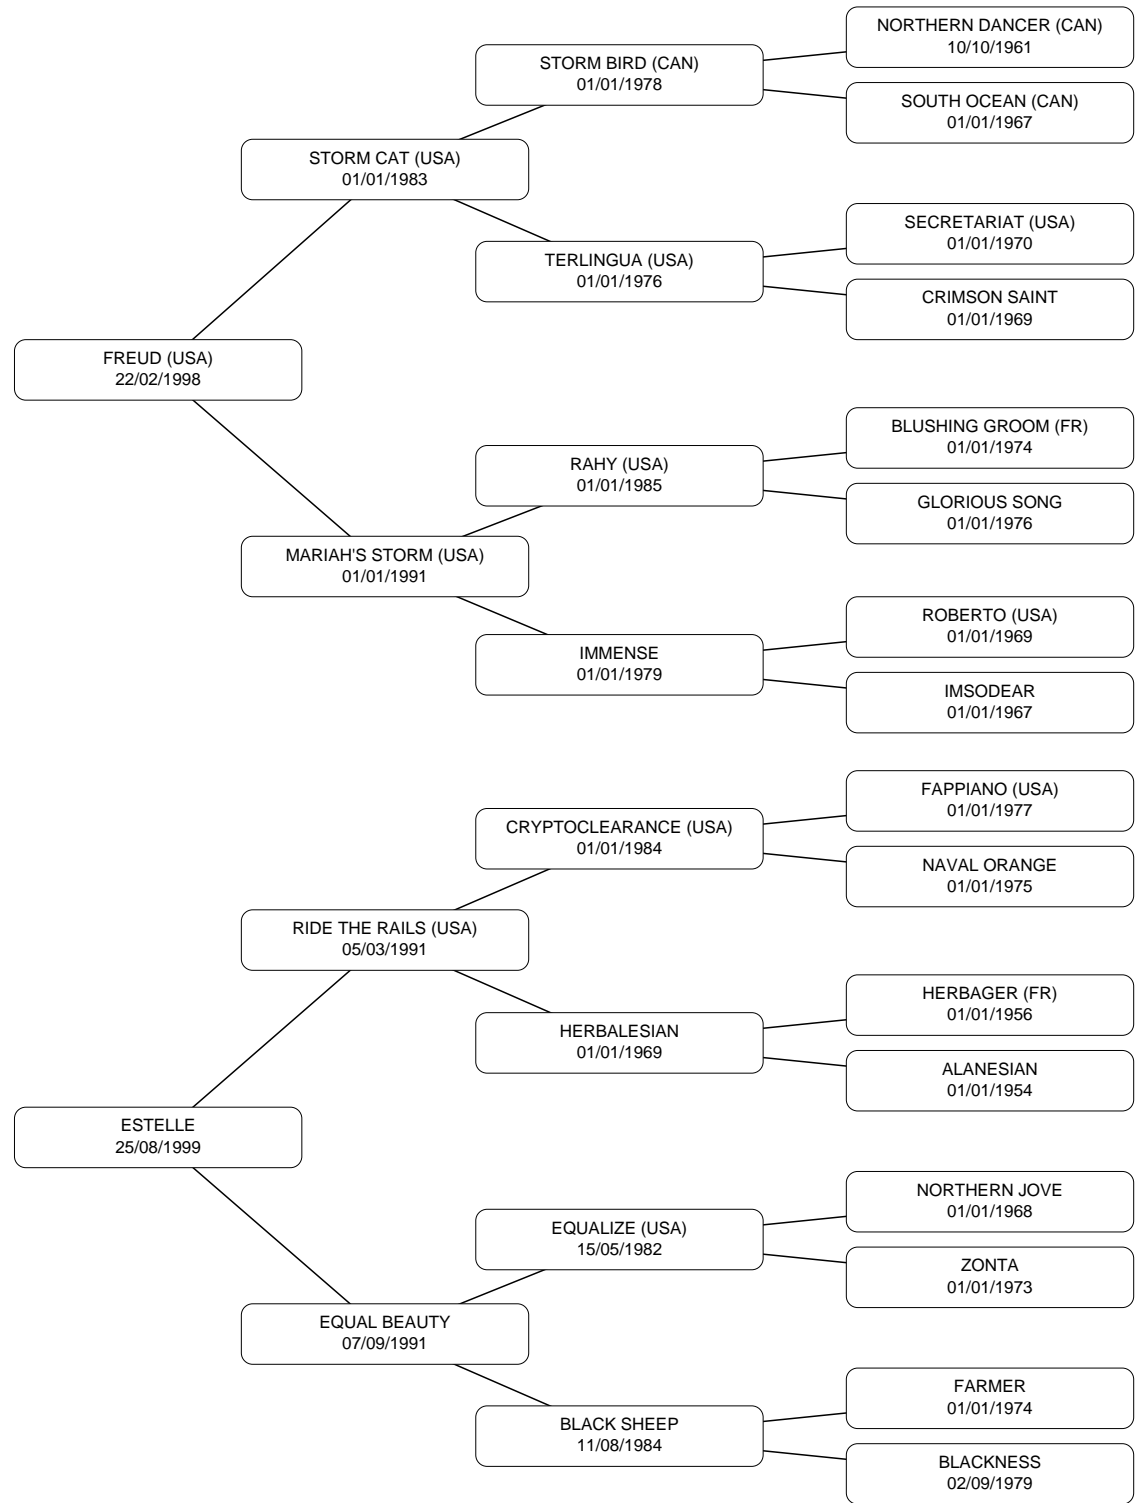 NORTHERN DANCER (CAN)
10/10/1961
STORM BIRD (CAN)
01/01/1978
SOUTH OCEAN (CAN)
01/01/1967
STORM CAT (USA)
01/01/1983
SECRETARIAT (USA)
01/01/1970
TERLINGUA (USA)
01/01/1976
CRIMSON SAINT
01/01/1969
FREUD (USA)
22/02/1998
BLUSHING GROOM (FR)
01/01/1974
RAHY (USA)
01/01/1985
GLORIOUS SONG
01/01/1976
MARIAH'S STORM (USA)
01/01/1991
ROBERTO (USA)
01/01/1969
IMMENSE
01/01/1979
IMSODEAR
01/01/1967
FAPPIANO (USA)
01/01/1977
CRYPTOCLEARANCE (USA)
01/01/1984
NAVAL ORANGE
01/01/1975
RIDE THE RAILS (USA)
05/03/1991
HERBAGER (FR)
01/01/1956
HERBALESIAN
01/01/1969
ALANESIAN
01/01/1954
ESTELLE
25/08/1999
NORTHERN JOVE
01/01/1968
EQUALIZE (USA)
15/05/1982
ZONTA
01/01/1973
EQUAL BEAUTY
07/09/1991
FARMER
01/01/1974
BLACK SHEEP
11/08/1984
BLACKNESS
02/09/1979